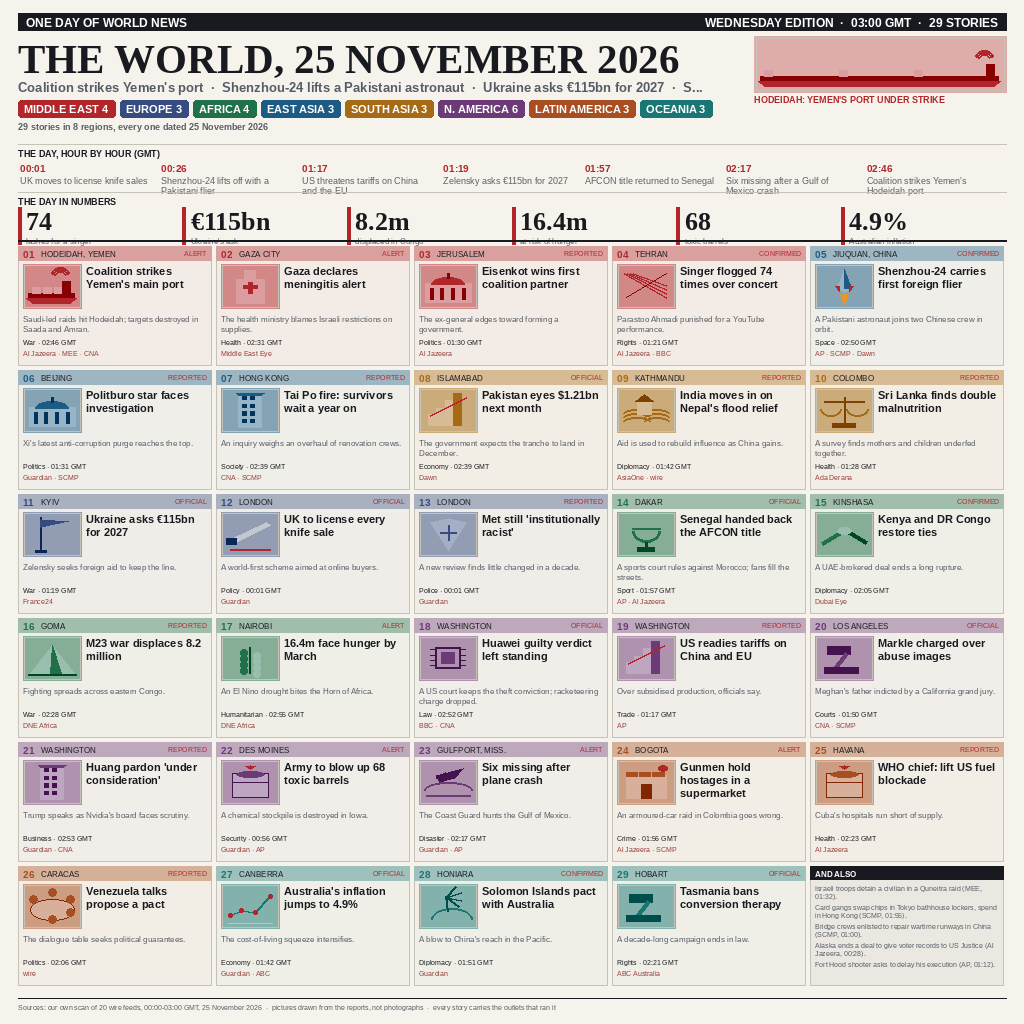 ONE DAY OF WORLD NEWS
WEDNESDAY EDITION · 03:00 GMT · 29 STORIES
THE WORLD, 25 NOVEMBER 2026
Coalition strikes Yemen's port · Shenzhou-24 lifts a Pakistani astronaut · Ukraine asks €115bn for 2027 · S...
MIDDLE EAST 4 EUROPE 3 AFRICA 4 EAST ASIA 3 SOUTH ASIA 3 N. AMERICA 6 LATIN AMERICA 3 OCEANIA 3
29 stories in 8 regions, every one dated 25 November 2026
HODEIDAH: YEMEN'S PORT UNDER STRIKE
THE DAY, HOUR BY HOUR (GMT)
00:01
UK moves to license knife sales
00:26
Shenzhou-24 lifts off with a
Pakistani flier
01:17
US threatens tariffs on China
and the EU
01:19
Zelensky asks €115bn for 2027
01:57
AFCON title returned to Senegal
02:17
Six missing after a Gulf of
Mexico crash
02:46
Coalition strikes Yemen's
Hodeidah port
THE DAY IN NUMBERS
74
lashes for a singer
€115bn
Ukraine's ask
8.2m
displaced in Congo
16.4m
at risk of hunger
68
toxic barrels
4.9%
Australian inflation
01 HODEIDAH, YEMEN ALERT
Coalition strikes
Yemen's main port
Saudi-led raids hit Hodeidah; targets destroyed in
Saada and Amran.
War · 02:46 GMT
Al Jazeera · MEE · CNA
02 GAZA CITY ALERT
Gaza declares
meningitis alert
The health ministry blames Israeli restrictions on
supplies.
Health · 02:31 GMT
Middle East Eye
03 JERUSALEM REPORTED
Eisenkot wins first
coalition partner
The ex-general edges toward forming a
government.
Politics · 01:30 GMT
Al Jazeera
04 TEHRAN CONFIRMED
Singer flogged 74
times over concert
Parastoo Ahmadi punished for a YouTube
performance.
Rights · 01:21 GMT
Al Jazeera · BBC
05 JIUQUAN, CHINA CONFIRMED
Shenzhou-24 carries
first foreign flier
A Pakistani astronaut joins two Chinese crew in
orbit.
Space · 02:50 GMT
AP · SCMP · Dawn
06 BEIJING REPORTED
Politburo star faces
investigation
Xi's latest anti-corruption purge reaches the top.
Politics · 01:31 GMT
Guardian · SCMP
07 HONG KONG REPORTED
Tai Po fire: survivors
wait a year on
An inquiry weighs an overhaul of renovation crews.
Society · 02:39 GMT
CNA · SCMP
08 ISLAMABAD OFFICIAL
Pakistan eyes $1.21bn
next month
The government expects the tranche to land in
December.
Economy · 02:39 GMT
Dawn
09 KATHMANDU REPORTED
India moves in on
Nepal's flood relief
Aid is used to rebuild influence as China gains.
Diplomacy · 01:42 GMT
AsiaOne · wire
10 COLOMBO REPORTED
Sri Lanka finds double
malnutrition
A survey finds mothers and children underfed
together.
Health · 01:28 GMT
Ada Derana
11 KYIV OFFICIAL
Ukraine asks €115bn
for 2027
Zelensky seeks foreign aid to keep the line.
War · 01:19 GMT
France24
12 LONDON OFFICIAL
UK to license every
knife sale
A world-first scheme aimed at online buyers.
Policy · 00:01 GMT
Guardian
13 LONDON REPORTED
Met still 'institutionally
racist'
A new review finds little changed in a decade.
Police · 00:01 GMT
Guardian
14 DAKAR OFFICIAL
Senegal handed back
the AFCON title
A sports court rules against Morocco; fans fill the
streets.
Sport · 01:57 GMT
AP · Al Jazeera
15 KINSHASA CONFIRMED
Kenya and DR Congo
restore ties
A UAE-brokered deal ends a long rupture.
Diplomacy · 02:05 GMT
Dubai Eye
16 GOMA REPORTED
M23 war displaces 8.2
million
Fighting spreads across eastern Congo.
War · 02:28 GMT
DNE Africa
17 NAIROBI ALERT
16.4m face hunger by
March
An El Nino drought bites the Horn of Africa.
Humanitarian · 02:55 GMT
DNE Africa
18 WASHINGTON OFFICIAL
Huawei guilty verdict
left standing
A US court keeps the theft conviction; racketeering
charge dropped.
Law · 02:52 GMT
BBC · CNA
19 WASHINGTON REPORTED
US readies tariffs on
China and EU
Over subsidised production, officials say.
Trade · 01:17 GMT
AP
20 LOS ANGELES OFFICIAL
Markle charged over
abuse images
Meghan's father indicted by a California grand jury.
Courts · 01:50 GMT
CNA · SCMP
21 WASHINGTON REPORTED
Huang pardon 'under
consideration'
Trump speaks as Nvidia's board faces scrutiny.
Business · 02:53 GMT
Guardian · CNA
22 DES MOINES ALERT
Army to blow up 68
toxic barrels
A chemical stockpile is destroyed in Iowa.
Security · 00:56 GMT
Guardian · AP
23 GULFPORT, MISS. ALERT
Six missing after
plane crash
The Coast Guard hunts the Gulf of Mexico.
Disaster · 02:17 GMT
Guardian · AP
24 BOGOTA ALERT
Gunmen hold
hostages in a
supermarket
An armoured-car raid in Colombia goes wrong.
Crime · 01:56 GMT
Al Jazeera · SCMP
25 HAVANA REPORTED
WHO chief: lift US fuel
blockade
Cuba's hospitals run short of supply.
Health · 02:23 GMT
Al Jazeera
26 CARACAS REPORTED
Venezuela talks
propose a pact
The dialogue table seeks political guarantees.
Politics · 02:06 GMT
wire
27 CANBERRA OFFICIAL
Australia's inflation
jumps to 4.9%
The cost-of-living squeeze intensifies.
Economy · 01:42 GMT
Guardian · ABC
28 HONIARA CONFIRMED
Solomon Islands pact
with Australia
A blow to China's reach in the Pacific.
Diplomacy · 01:51 GMT
Guardian
29 HOBART OFFICIAL
Tasmania bans
conversion therapy
A decade-long campaign ends in law.
Rights · 02:21 GMT
ABC Australia
AND ALSO
Israeli troops detain a civilian in a Quneitra raid (MEE,
01:32).
Card gangs swap chips in Tokyo bathhouse lockers, spend
in Hong Kong (SCMP, 01:55).
Bridge crews enlisted to repair wartime runways in China
(SCMP, 01:00).
Alaska ends a deal to give voter records to US Justice (Al
Jazeera, 00:28).
Fort Hood shooter asks to delay his execution (AP, 01:12).
Sources: our own scan of 20 wire feeds, 00:00-03:00 GMT, 25 November 2026 · pictures drawn from the reports, not photographs · every story carries the outlets that ran it